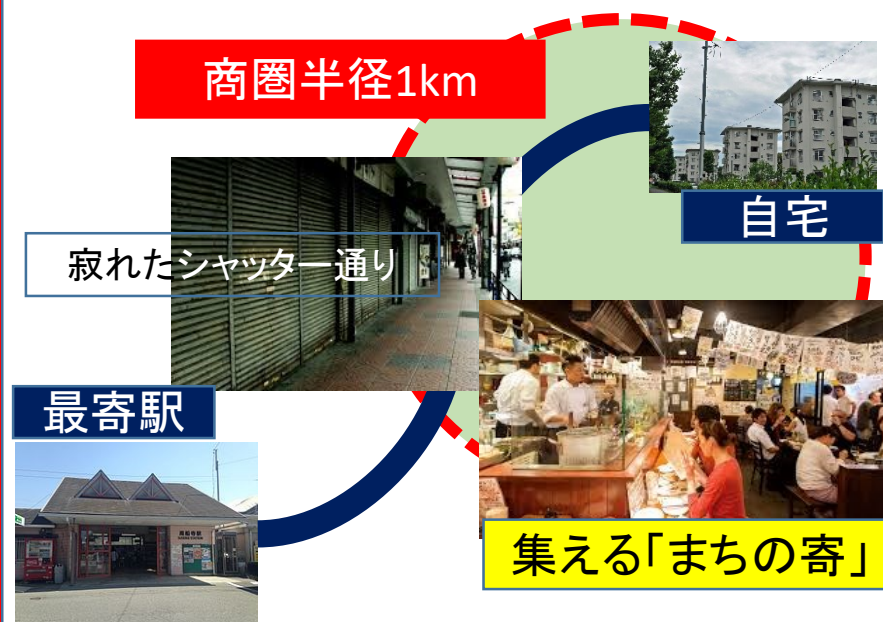 商圏半径1km
自宅
寂れたシャッター通り
最寄駅
集える「まちの寄」